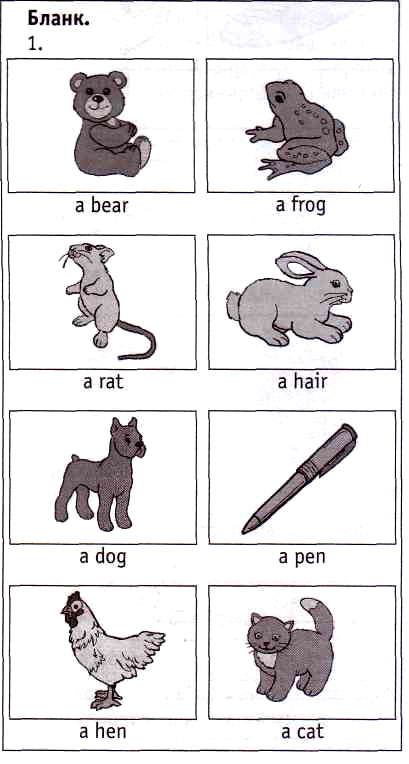 Бланк.
1.
a bear
a frog
a rat
a hair
a dog
a pen
a hen
a cat